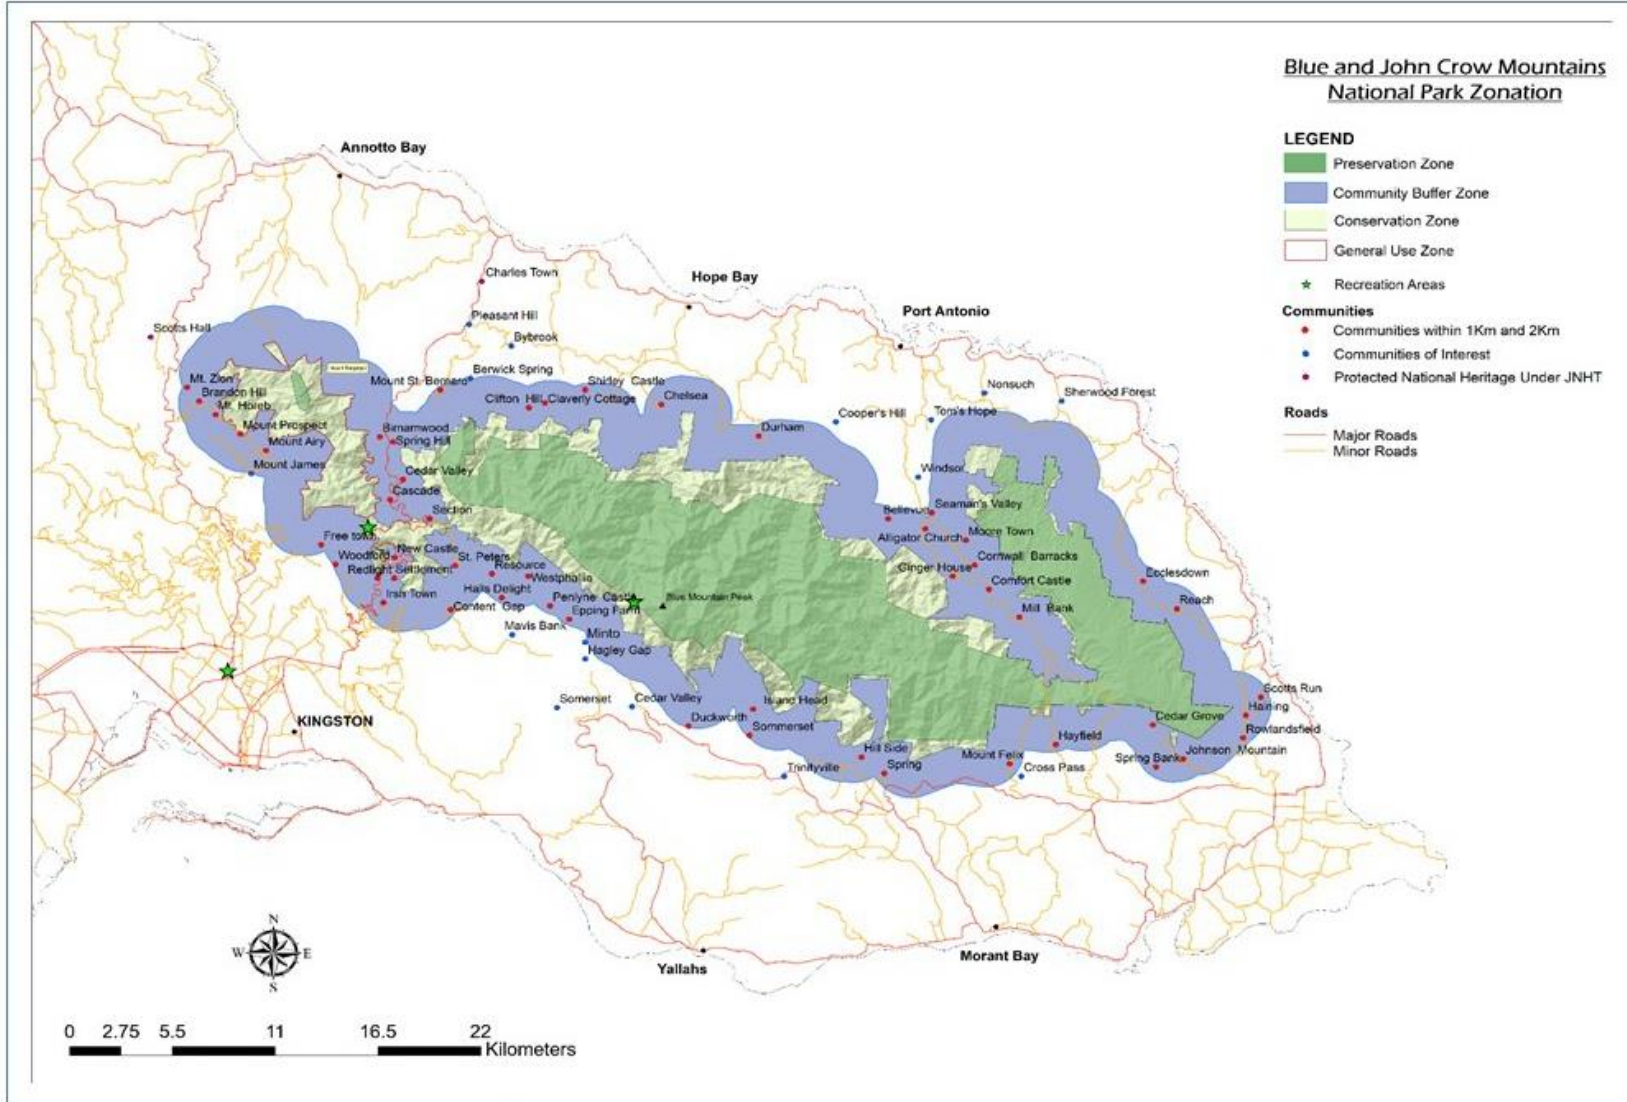 Blue and John Crow Mountains
National Park Zonation
LEGEND
Preservation Zone
Community Buffer Zone
Conservation Zone
General Use Zone
Recreation Areas
Communities
Communities within 1Km and 2Km
Communities of Interest
Protected National Heritage Under JNHT
Roads
Major Roads
Minor Roads
Annotto Bay
Charles Town
Hope Bay
Port Antonio
Pleasant Hill
Scotts Hall
Bybrook
Berwick Spring
Mt. Zion
Mount St. Bernard
Shirley Castle
Nonsuch
Sherwood Forest
Brandon Hill
Clifton Hill
Claverly Cottage
Chelsea
Mt. Horeb
Cooper's Hill
Tom's Hope
Mount Prospect
Birnamwood
Durham
Mount Airy
Spring Hill
Mount James
Cedar Valley
Windsor
Cascade
Section
Bellevue
Seaman's Valley
Free town
Alligator Church
Moore Town
Woodford
New Castle
St. Peters
Cornwall Barracks
Redlight
Settlement
Resource
Westphalia
Ginger House
Ecclesdown
Comfort Castle
Irish Town
Halls Delight
Penlyne Castle
Blue Mountain Peak
Reach
Content Gap
Epping Farm
Mill Bank
Mavis Bank
Minto
Hagley Gap
Somerset
Cedar Valley
Island Head
Scotts Run
Haining
Duckworth
Sommerset
Cedar Grove
Rowlandsfield
KINGSTON
Hayfield
Hill Side
Mount Felix
Spring Bank
Johnson Mountain
Trinityville
Spring
Cross Pass
N
W
E
S
Yallahs
Morant Bay
0 2.75 5.5 11 16.5 22
Kilometers